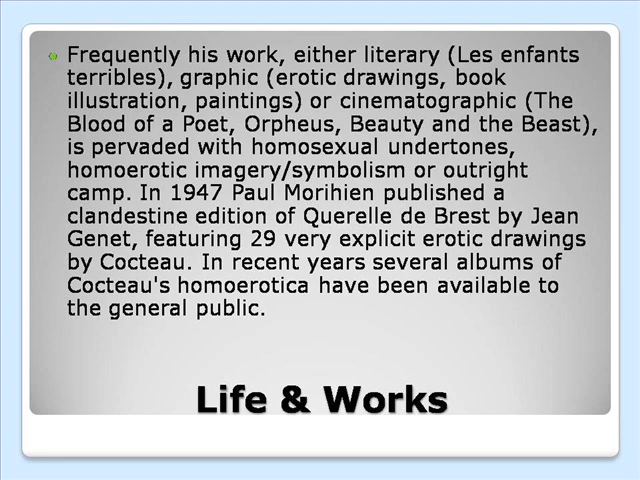 Frequently his work, either literary (Les enfants
terribles), graphic (erotic drawings, book
illustration, paintings) or cinematographic (The
Blood of a Poet, Orpheus, Beauty and the Beast),
is pervaded with homosexual undertones,
homoerotic imagery/symbolism or outright
camp. In 1947 Paul Morihien published a
clandestine edition of Querelle de Brest by Jean
Genet, featuring 29 very explicit erotic drawings
by Cocteau. In recent years several albums of
Cocteau's homoerotica have been available to
the general public.
Life & Works